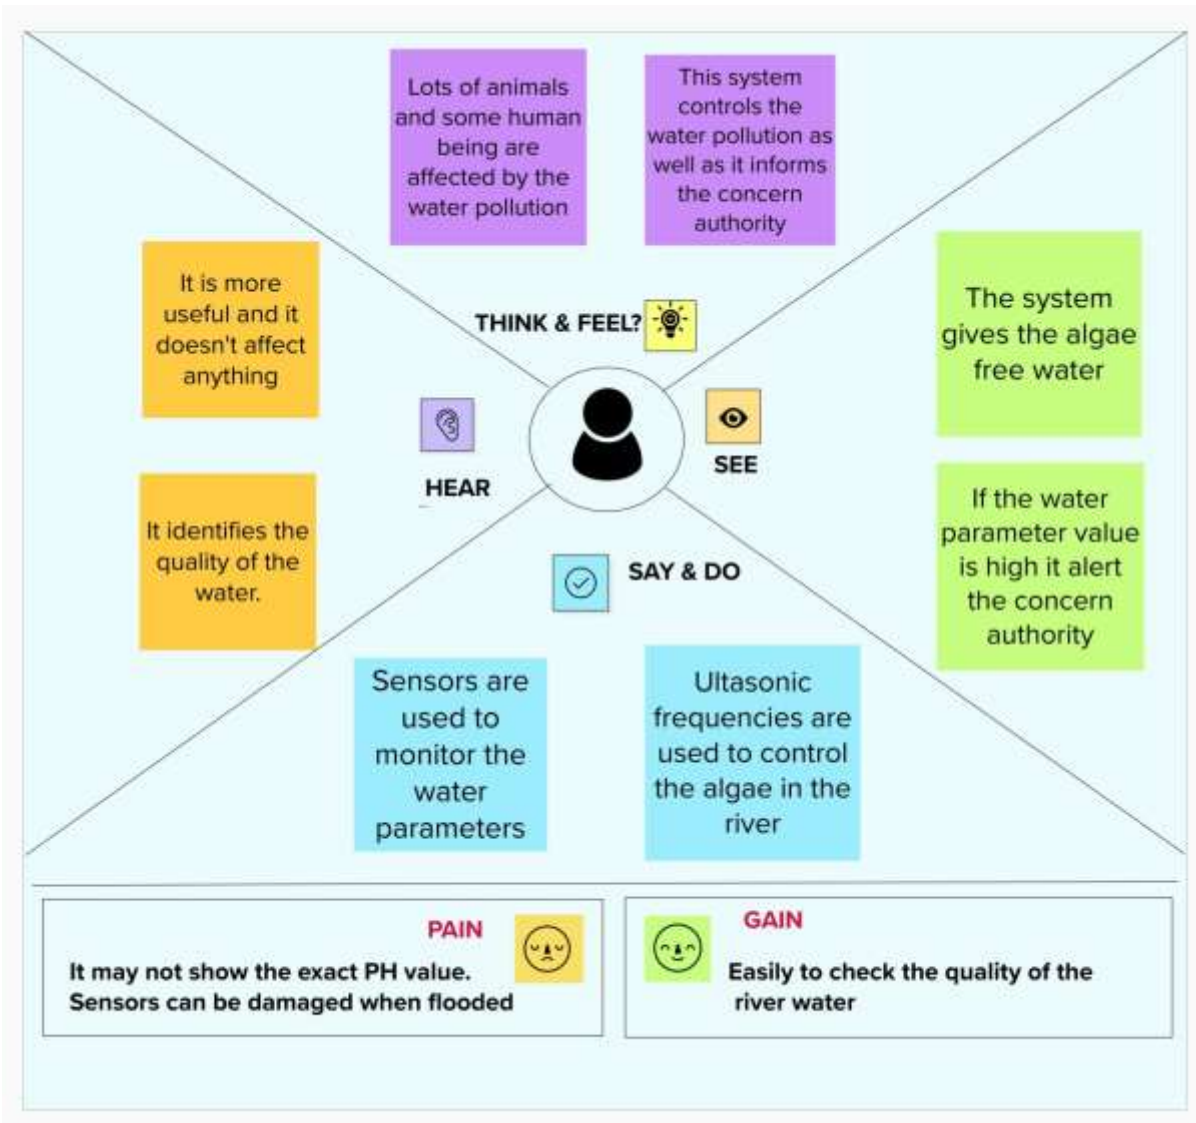 Lots of animals
and some human
being are
affected by the
water pollution
This system
controls the
water pollution as
well as it informs
the concern
authority
It is more
useful and it
doesn't affect
anything
THINK & FEEL?
The system
gives the algae
free water
HEAR
SEE
It identifies the
quality of the
water.
If the water
parameter value
is high it alert
the concern
authority
SAY & DO
Sensors are
used to
monitor the
water
parameters
Ultasonic
frequencies are
used to control
the algae in the
river
PAIN
It may not show the exact PH value.
Sensors can be damaged when flooded
GAIN
Easily to check the quality of the
river water